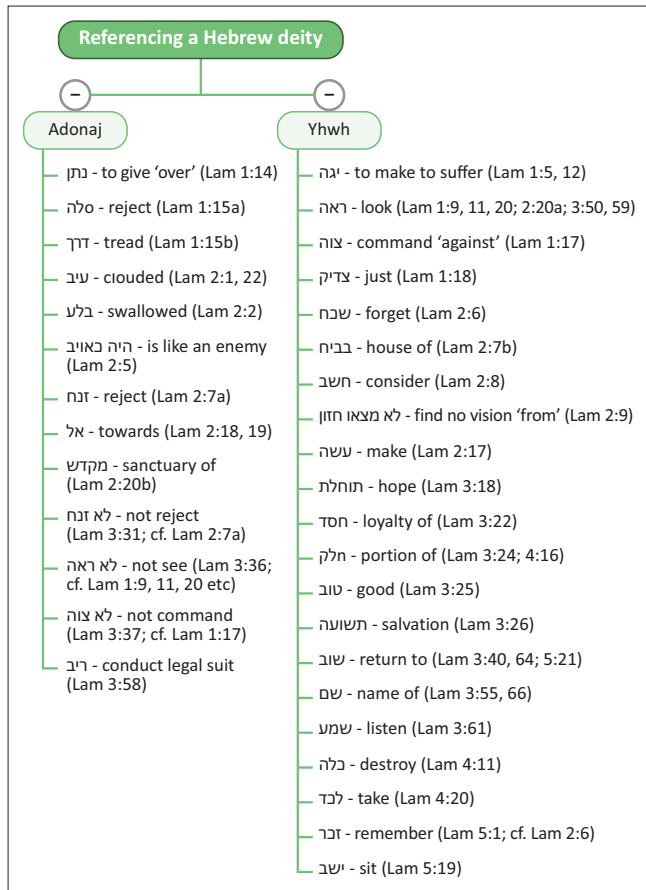 Referencing a Hebrew deity
Adonaj
נתן - to give ‘over’ (Lam 1:14)
סלה - reject (Lam 1:15a)
דרך - tread (Lam 1:15b)
עיב - cıouded (Lam 2:1, 22)
בלע - swallowed (Lam 2:2)
היה כאויב - is like an enemy
(Lam 2:5)
זנח - reject (Lam 2:7a)
אל - towards (Lam 2:18, 19)
מקדש - sanctuary of
(Lam 2:20b)
לא זנח - not reject
(Lam 3:31; cf. Lam 2:7a)
לא ראה - not see (Lam 3:36;
cf. Lam 1:9, 11, 20 etc)
לא צוה - not command
(Lam 3:37; cf. Lam 1:17)
ריב - conduct legal suit
(Lam 3:58)
Yhwh
יגה - to make to suffer (Lam 1:5, 12)
ראה - look (Lam 1:9, 11, 20; 2:20a; 3:50, 59)
צוה - command ‘against’ (Lam 1:17)
צדיק - just (Lam 1:18)
שכח - forget (Lam 2:6)
בביח - house of (Lam 2:7b)
חשב - consider (Lam 2:8)
לא מצאו חזון - find no vision ‘from’ (Lam 2:9)
עשה - make (Lam 2:17)
תוחלת - hope (Lam 3:18)
חסד - loyalty of (Lam 3:22)
חלק - portion of (Lam 3:24; 4:16)
טוב - good (Lam 3:25)
תשועה - salvation (Lam 3:26)
שוב - return to (Lam 3:40, 64; 5:21)
שם - name of (Lam 3:55, 66)
שמע - listen (Lam 3:61)
כלה - destroy (Lam 4:11)
לכד - take (Lam 4:20)
זכר - remember (Lam 5:1; cf. Lam 2:6)
ישב - sit (Lam 5:19)